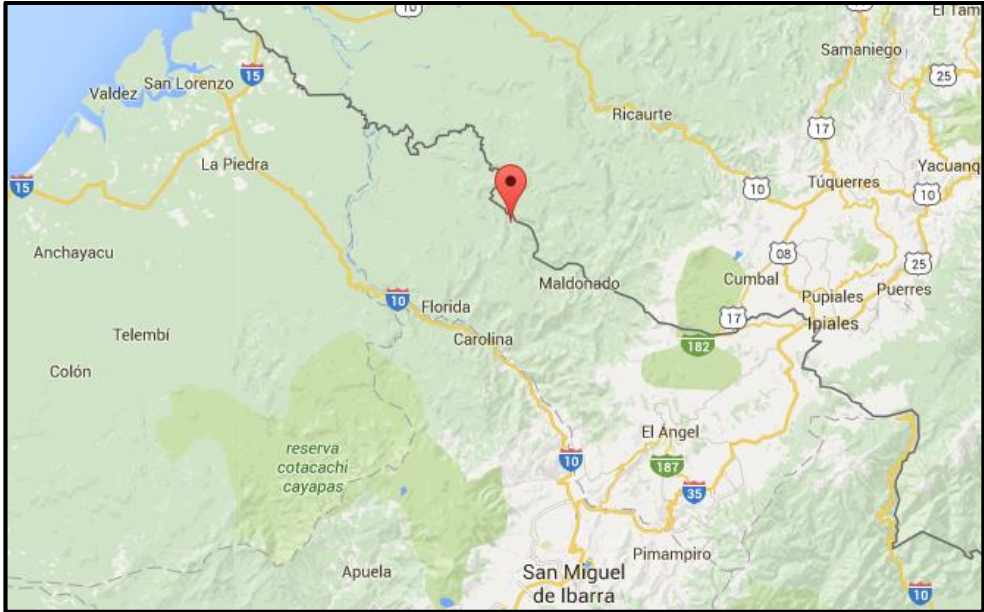 10
10
El Tam
Samaniego
15
San Lorenzo
25
Valdez
Ricaurte
17
La Piedra
Yacuanq
15
10
Túquerres
10
Anchayacu
08
25
Maldonado
Cumbal
Puerres
10
Florida
Pupiales
17
Ipiales
Telembí
Carolina
182
Colón
El Ángel
reserva
cotacachi
cayapas
10
187
35
Pimampiro
Apuela
San Miguel
de Ibarra
10